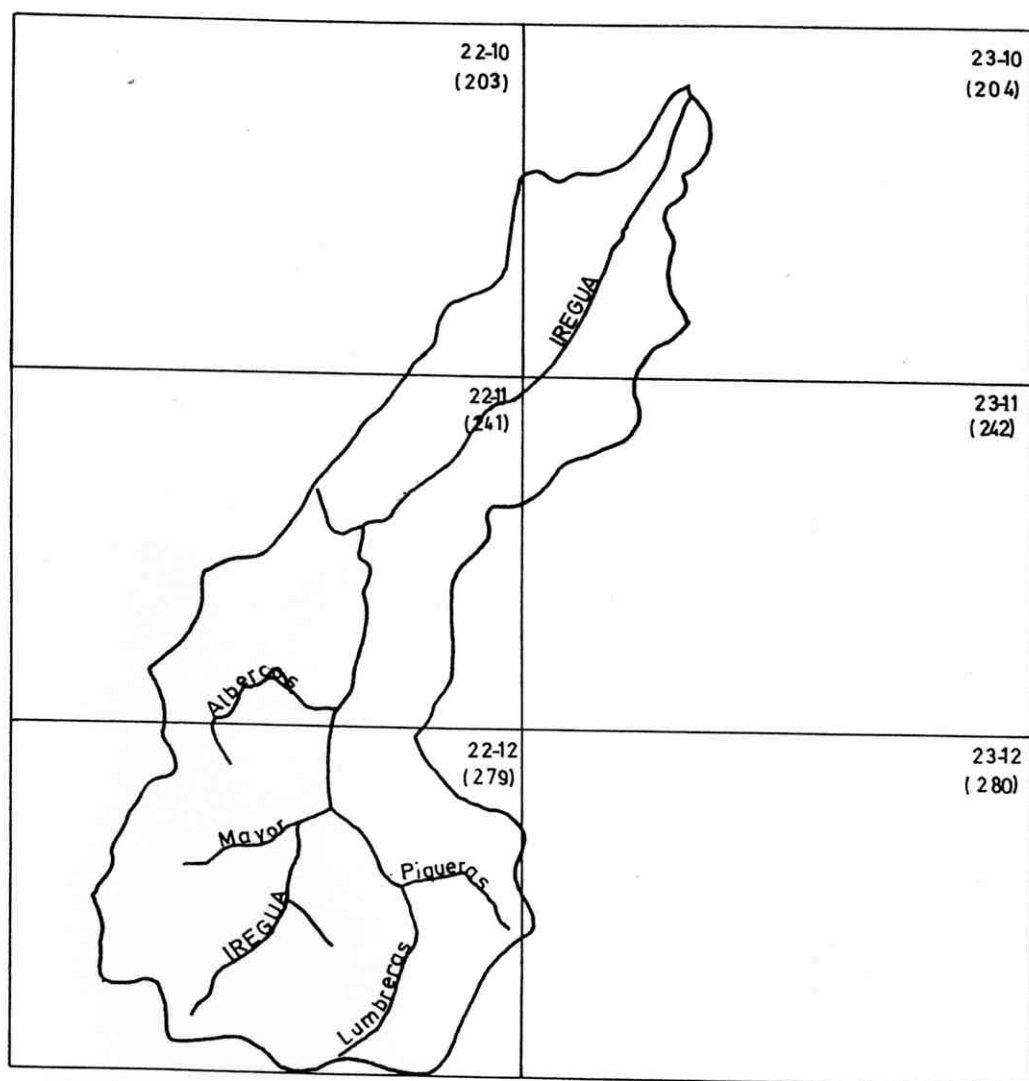 22-10
(203)
23-10
(204)
IREGUA
22-11
(241)
23-11
(242)
Albercos
22-12
(279)
23-12
(280)
Mayor
Piqueras
IREGUA
Lumbreras